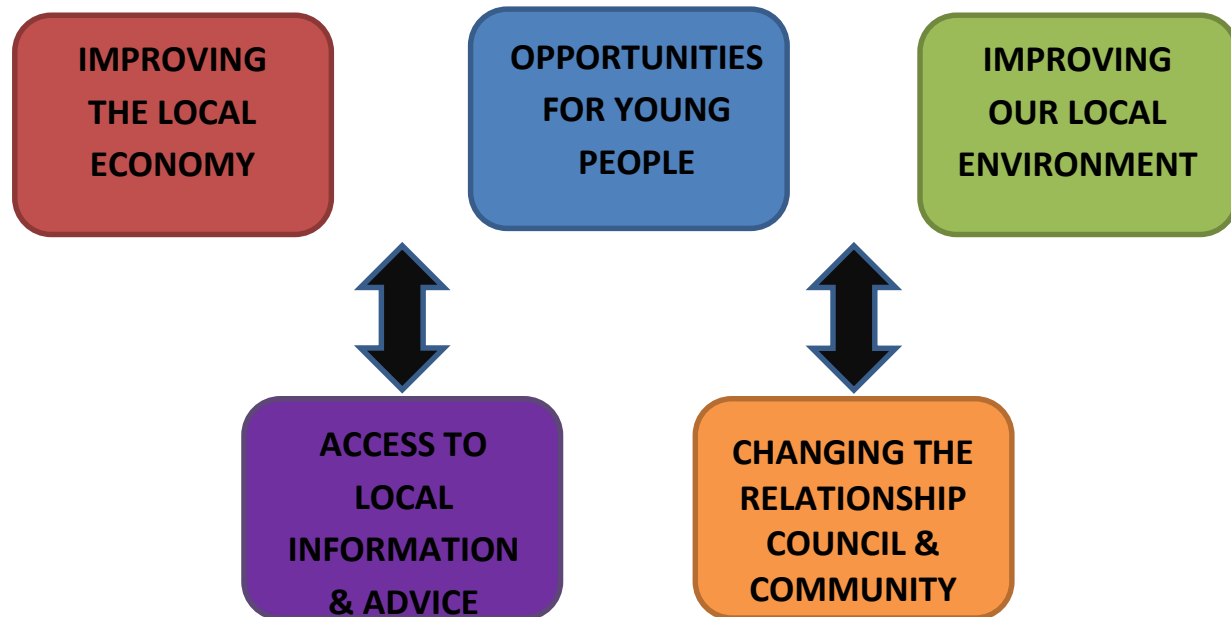 IMPROVING
THE LOCAL
ECONOMY
OPPORTUNITIES
FOR YOUNG
PEOPLE
IMPROVING
OUR LOCAL
ENVIRONMENT
ACCESS TO
LOCAL
INFORMATION
& ADVICE
CHANGING THE
RELATIONSHIP
COUNCIL &
COMMUNITY